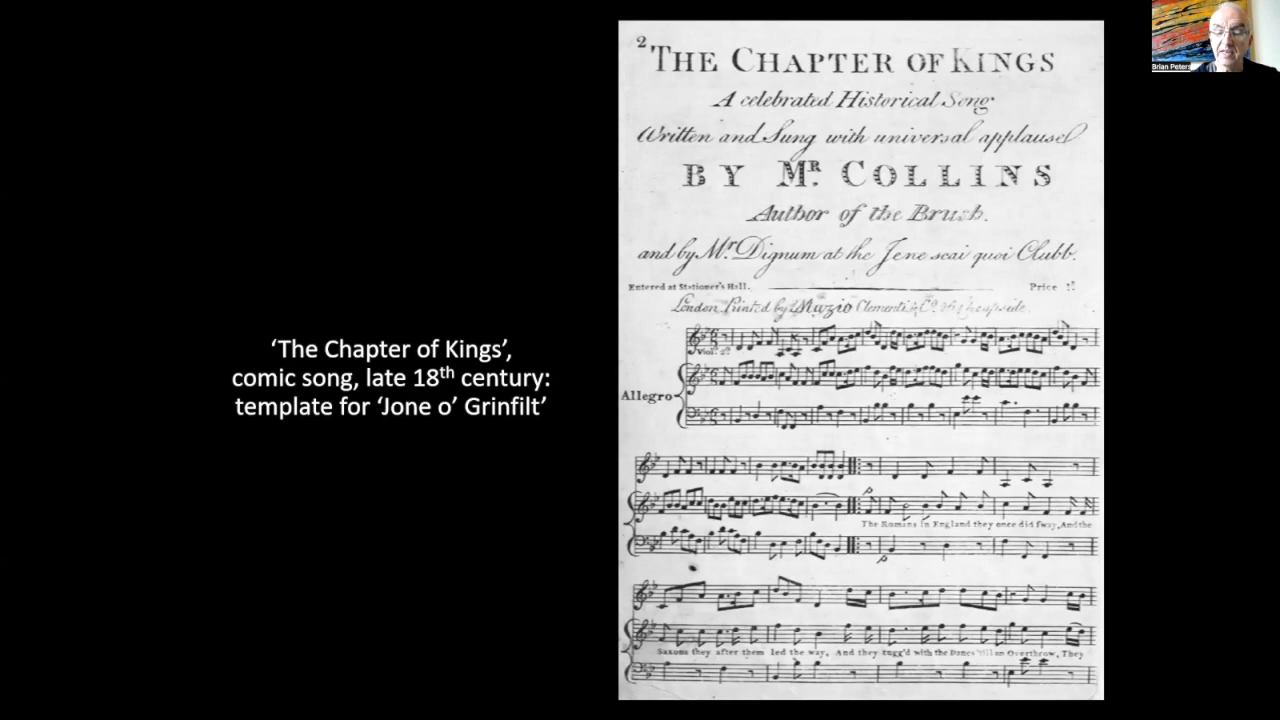 ‘The Chapter of Kings’,
comic song, late 18th century:
template for ‘Jone o’ Grinfilt’
2
THE CHAPTER OF KINGS
A celebrated Historical Song
Written and Sung with universal applause
BY MR. COLLINS
Author of the Brush.
and by Mr. Dignum at the Jene scai quoi Clubb.
Entered at Stationer's Hall. Price
London Printed by Muzio Clementi & Co. Cheapside.
Viol:
Allegro
p
The Romans in England they once did sway, And the
p
Saxons they after them led the way, And they tugg'd with the Danes 'till an Overthrow, They
Brian Peters